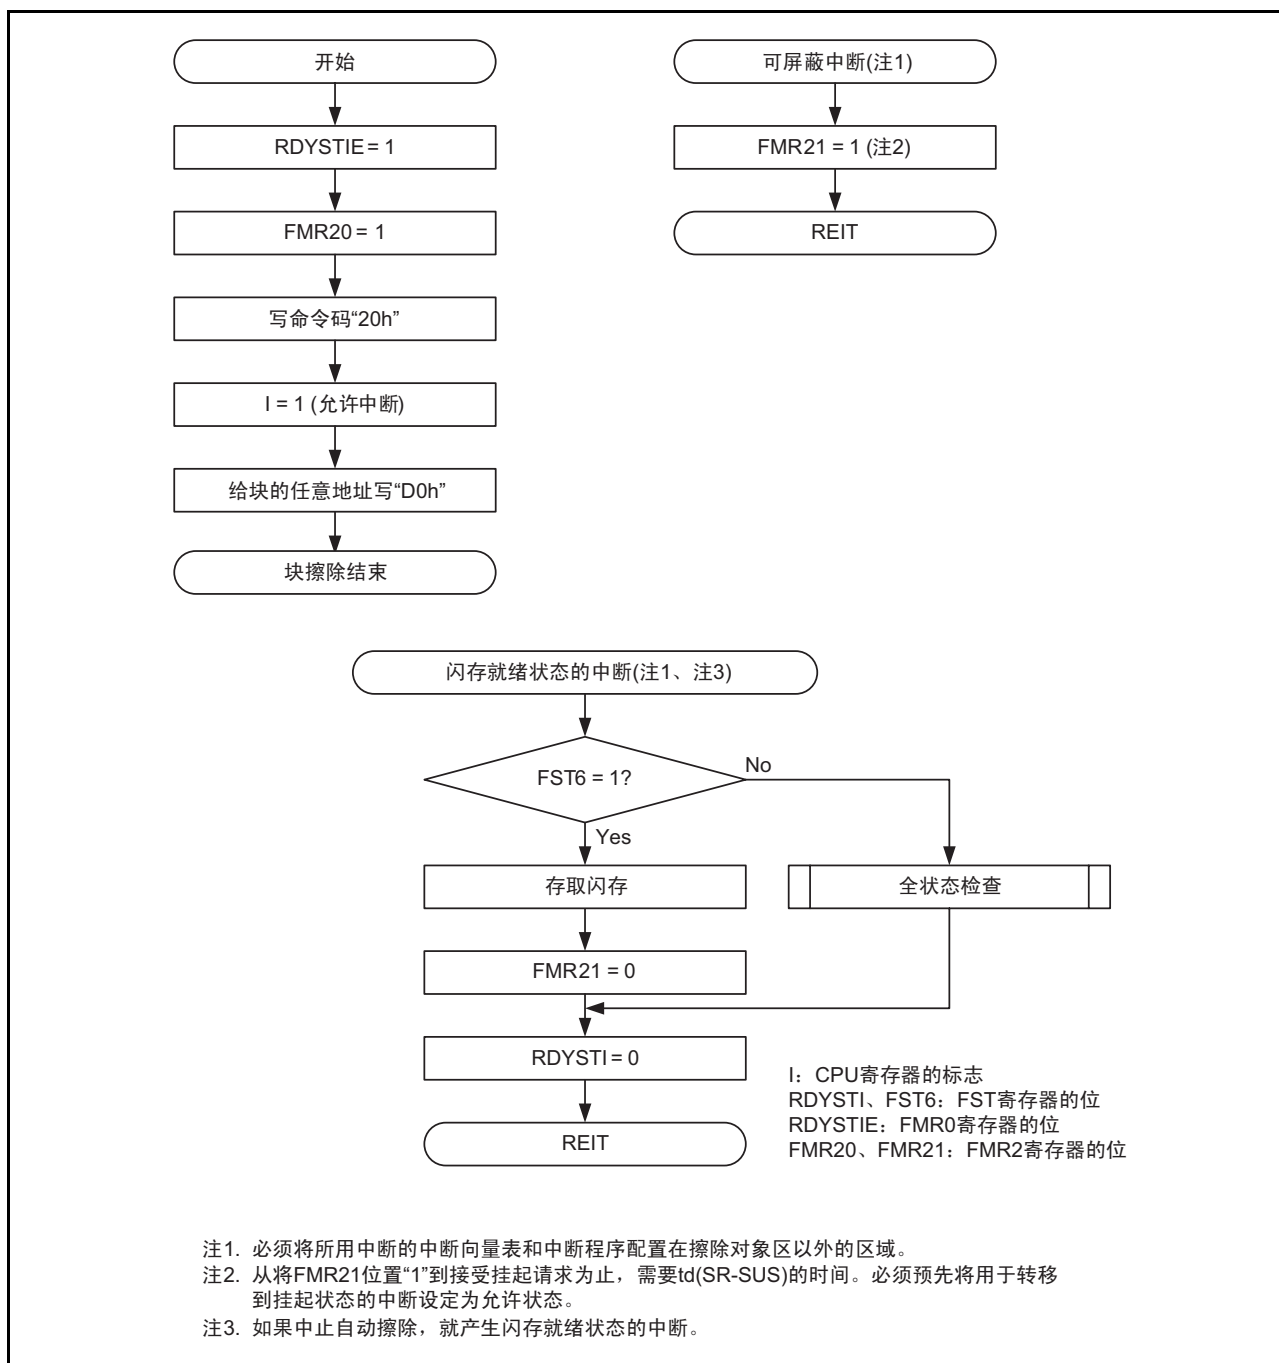 开始
RDYSTIE = 1
FMR20 = 1
写命令码“20h”
I = 1 (允许中断)
给块的任意地址写“D0h”
块擦除结束
可屏蔽中断(注1)
FMR21 = 1 (注2)
REIT
闪存就绪状态的中断(注1、注3)
FST6 = 1?
No
Yes
存取闪存
全状态检查
FMR21 = 0
RDYSTI = 0
REIT
I：CPU寄存器的标志
RDYSTI、FST6：FST寄存器的位
RDYSTIE：FMR0寄存器的位
FMR20、FMR21：FMR2寄存器的位
注1. 必须将所用中断的中断向量表和中断程序配置在擦除对象区以外的区域。
注2. 从将FMR21位置“1”到接受挂起请求为止，需要td(SR-SUS)的时间。必须预先将用于转移
到挂起状态的中断设定为允许状态。
注3. 如果中止自动擦除，就产生闪存就绪状态的中断。